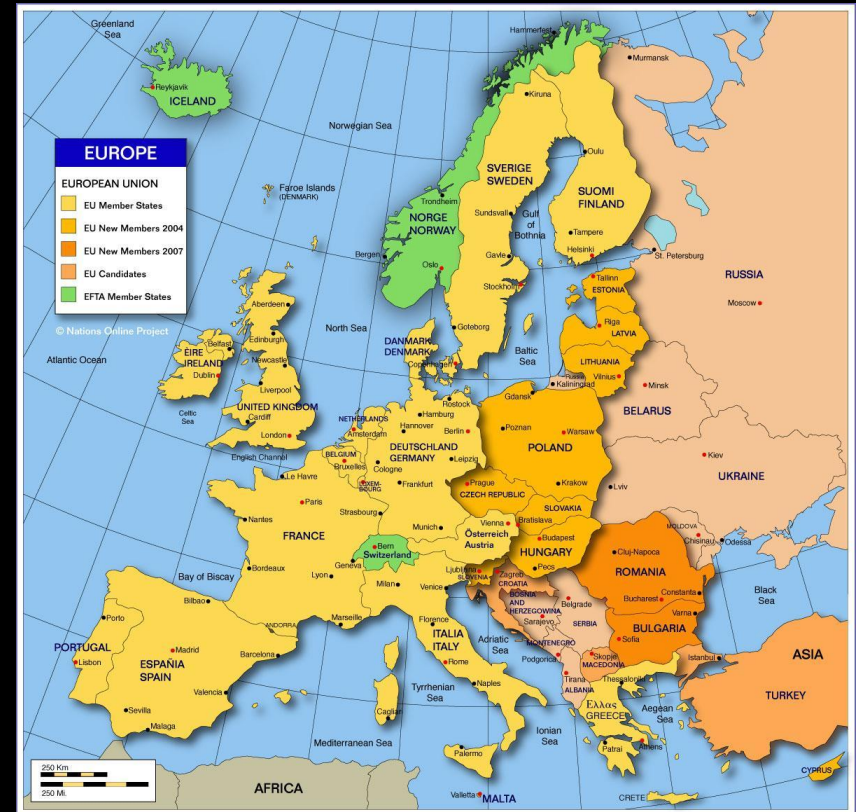 Greenland
Sea
Hammerfest
Murmansk
Reykjavik
ICELAND
Kiruna
Norwegian Sea
EUROPE
EUROPEAN UNION
EU Member States
EU New Members 2004
EU New Members 2007
EU Candidates
EFTA Member States
© Nations Online Project
Oulu
SVERIGE
SWEDEN
SUOMI
FINLAND
Faroe Islands
(DENMARK)
Trondheim
NORGE
NORWAY
Sundsvall
Gulf
of
Bothnia
Tampere
Bergen
Gavle
Helsinki
St. Petersburg
Oslo
RUSSIA
Tallinn
ESTONIA
Stockholm
Moscow
Aberdeen
North Sea
Goteborg
Riga
LATVIA
Edinburgh
DANMARK
DENMARK
Baltic
Sea
Atlantic Ocean
Belfast
ÉIRE
IRELAND
Dublin
Newcastle
Copenhagen
LITHUANIA
Vilnius
Russia
Kaliningrad
Minsk
Liverpool
Gdansk
BELARUS
Celtic
Sea
UNITED KINGDOM
Cardiff
London
NETHERLANDS
Amsterdam
Rostock
Hamburg
Hannover
Berlin
Poznan
Warsaw
POLAND
English Channel
BELGIUM
Bruxelles
DEUTSCHLAND
GERMANY
Cologne
Leipzig
Kiev
Le Havre
LUXEM-
BOURG
Frankfurt
Prague
CZECH REPUBLIC
Krakow
Lviv
UKRAINE
Paris
Strasbourg
SLOVAKIA
Nantes
FRANCE
Munich
Vienna
Bratislava
Österreich
Austria
Budapest
HUNGARY
MOLDOVA
Chisinau
Odessa
Bern
Switzerland
Geneva
Cluj-Napoca
Bay of Biscay
Bordeaux
Lyon
Milan
Venice
Ljubljana
SLOVENIA
Zagreb
CROATIA
Pecs
ROMANIA
Bilbao
BOSNIA
AND
HERZEGOWINA
Belgrade
Bucharest
Constanta
Black
Sea
Porto
Marseille
Florence
Sarajevo
SERBIA
Varna
ANDORRA
ITALIA
ITALY
Adriatic
Sea
MONTENEGRO
BULGARIA
Sofia
PORTUGAL
Lisbon
Madrid
ESPAÑIA
SPAIN
Barcelona
Rome
Podgorica
Skopje
MACEDONIA
Istanbul
ASIA
Tirana
ALBANIA
Thessaloniki
Valencia
Tyrrhenian
Sea
Naples
TURKEY
Sevilla
Cagliari
Ελλας
GREECE
Aegean
Sea
Malaga
Mediterranean Sea
Palermo
Ionian
Sea
Patrai
Athens
250 Km
250 Mi.
AFRICA
Valletta
MALTA
CRETE
CYPRUS